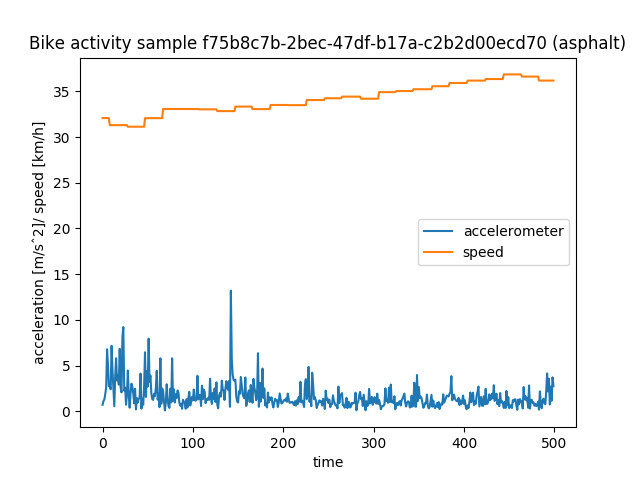 Bike activity sample f75b8c7b-2bec-47df-b17a-c2b2d00ecd70 (asphalt)
acceleration [m/sˆ2]/ speed [km/h]
35
30
25
20
15
10
5
0
accelerometer
speed
0
100
200
300
400
500
time